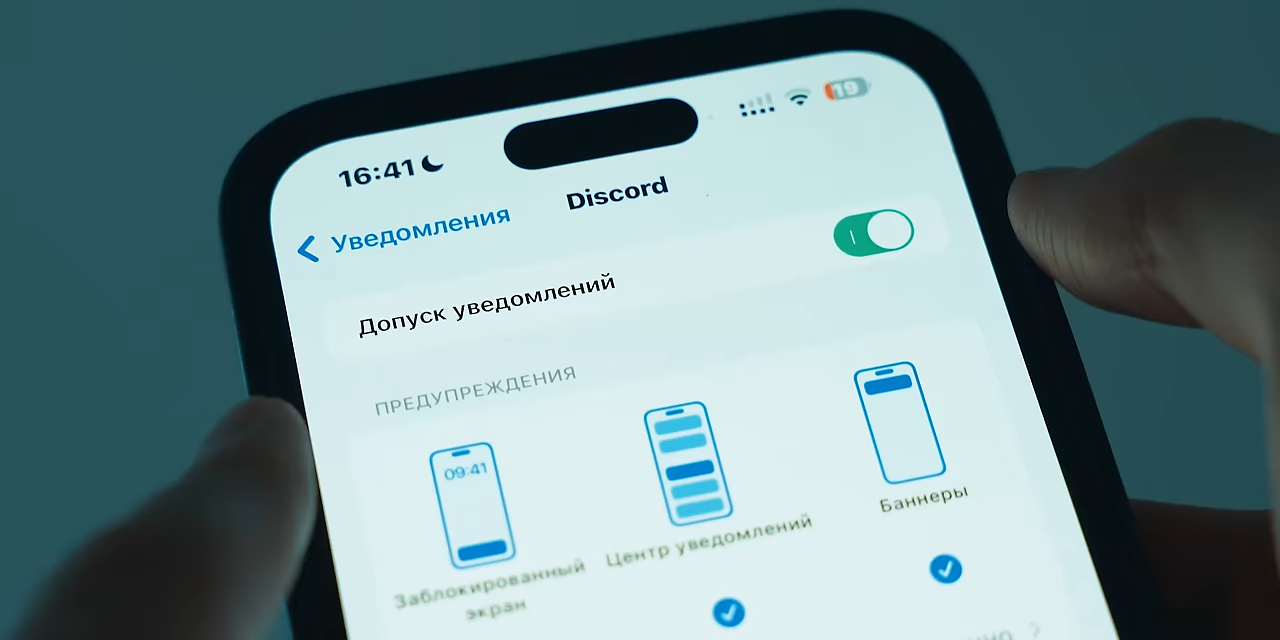 16:41
19
Уведомления
Discord
Допуск уведомлений
ПРЕДУПРЕЖДЕНИЯ
09:41
Заблокированный
экран
Центр уведомлений
Баннеры